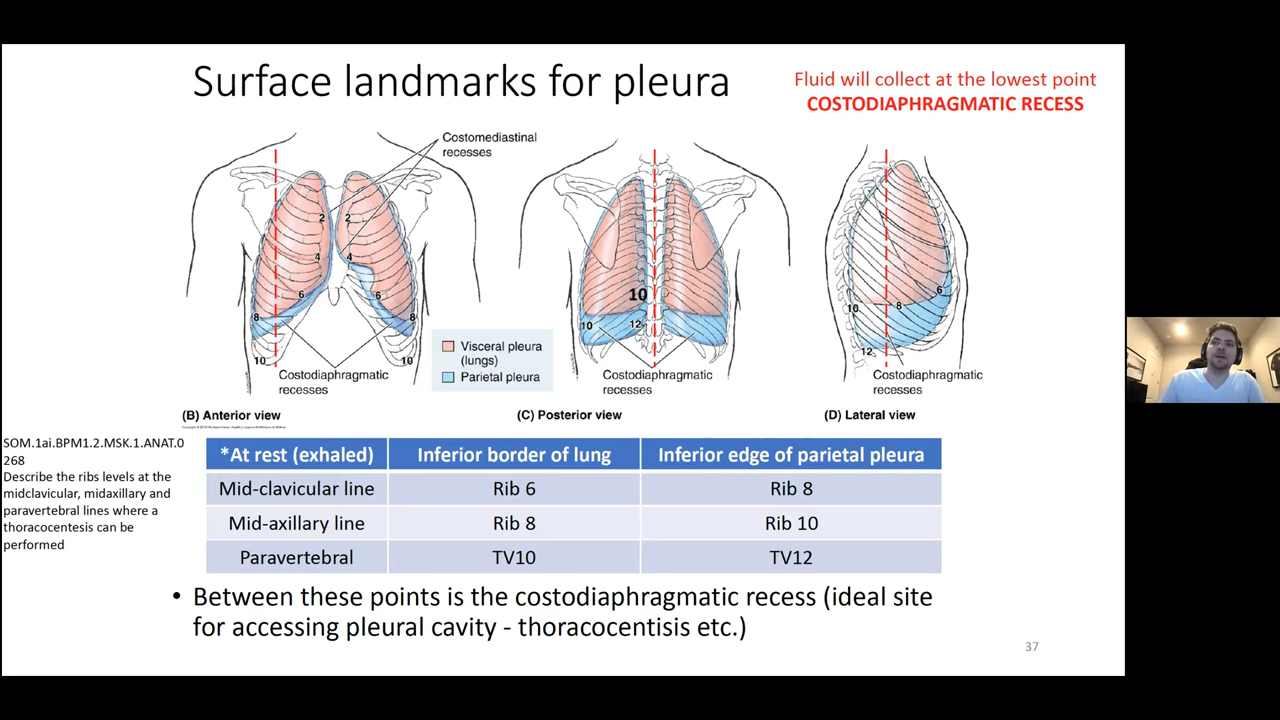 Surface landmarks for pleura
Fluid will collect at the lowest point
COSTODIAPHRAGMATIC RECESS
Costomediastinal
recesses
2
2
4
4
6
6
8
8
10
10
Costodiaphragmatic
recesses
(B) Anterior view
Visceral pleura
(lungs)
Parietal pleura
10
10
12
Costodiaphragmatic
recesses
(C) Posterior view
6
8
10
12
Costodiaphragmatic
recesses
(D) Lateral view
SOM.1ai.BPM1.2.MSK.1.ANAT.0
268
Describe the ribs levels at the
midclavicular, midaxillary and
paravertebral lines where a
thoracocentesis can be
performed
*At rest (exhaled) Inferior border of lung Inferior edge of parietal pleura
Mid-clavicular line Rib 6 Rib 8
Mid-axillary line Rib 8 Rib 10
Paravertebral TV10 TV12
• Between these points is the costodiaphragmatic recess (ideal site
for accessing pleural cavity - thoracocentisis etc.)
37